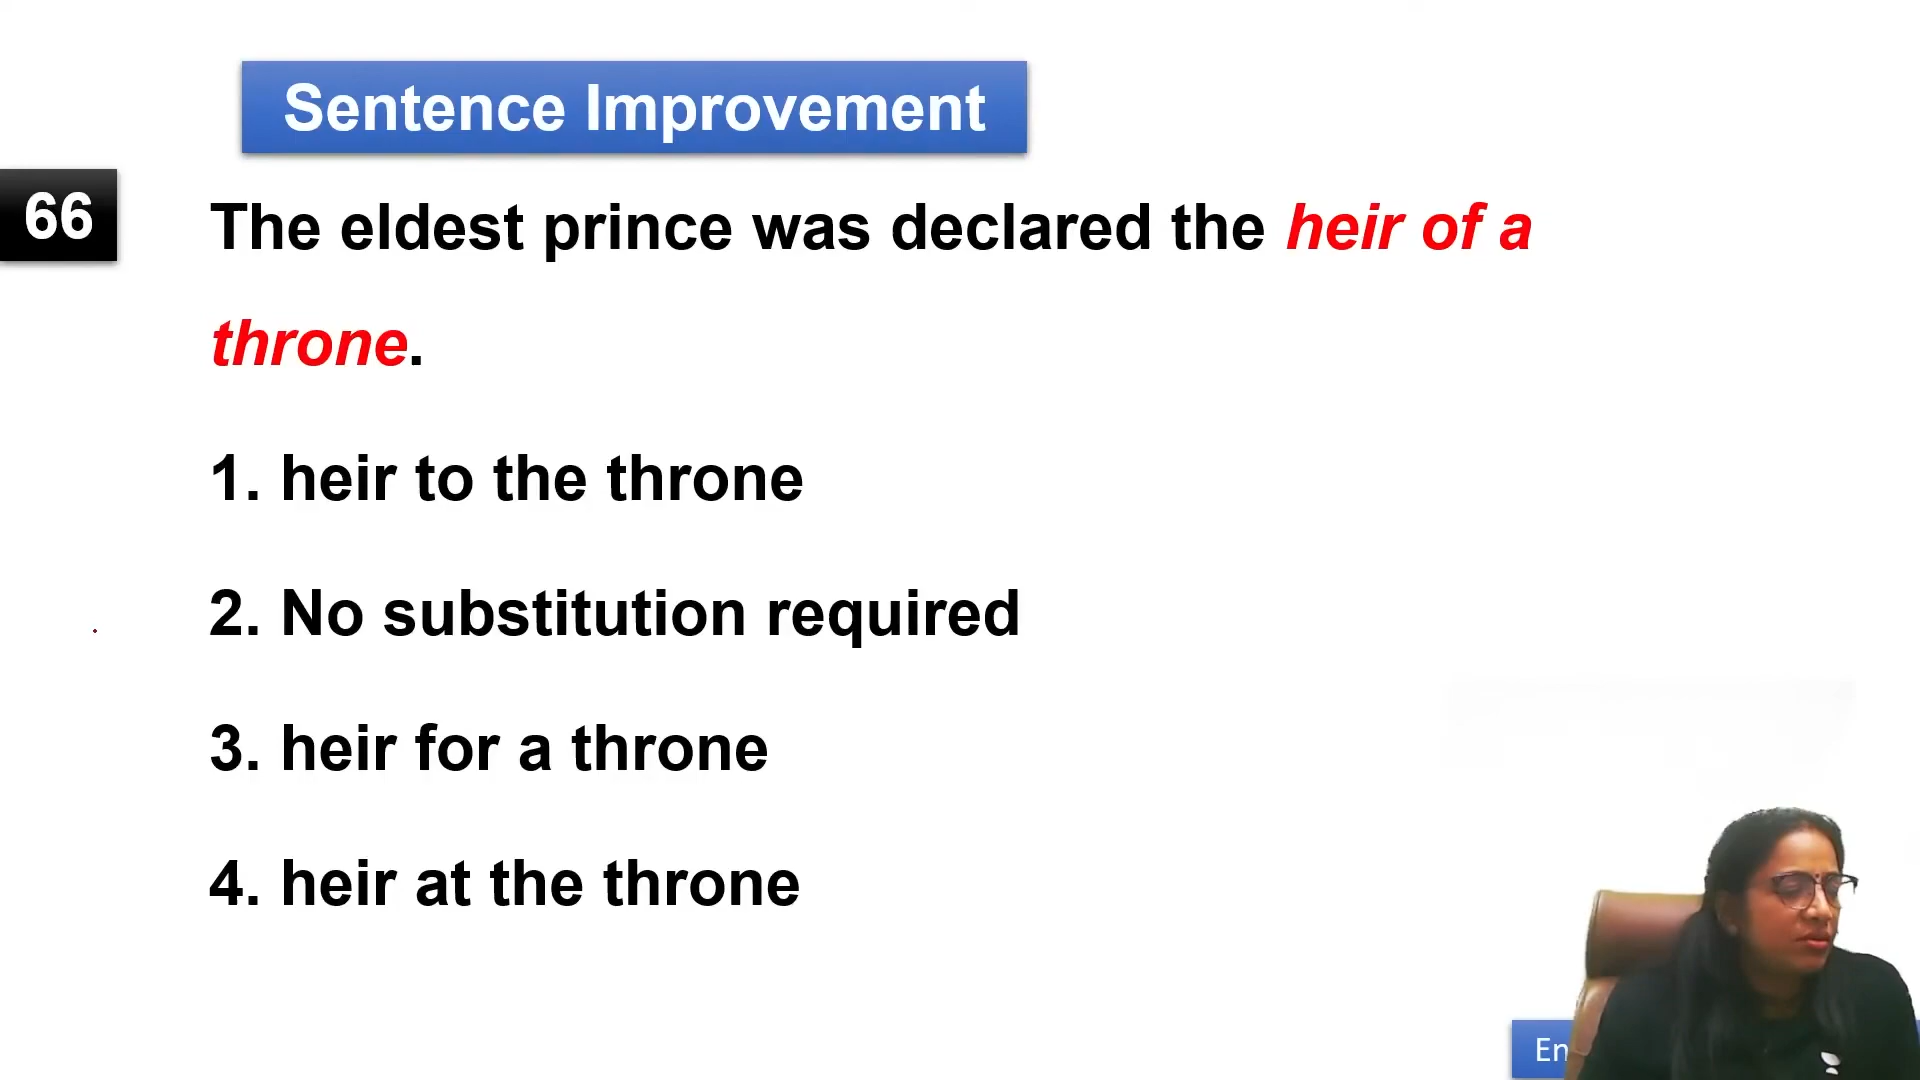 Sentence Improvement
66
The eldest prince was declared the heir of a
throne.
1. heir to the throne
2. No substitution required
3. heir for a throne
4. heir at the throne